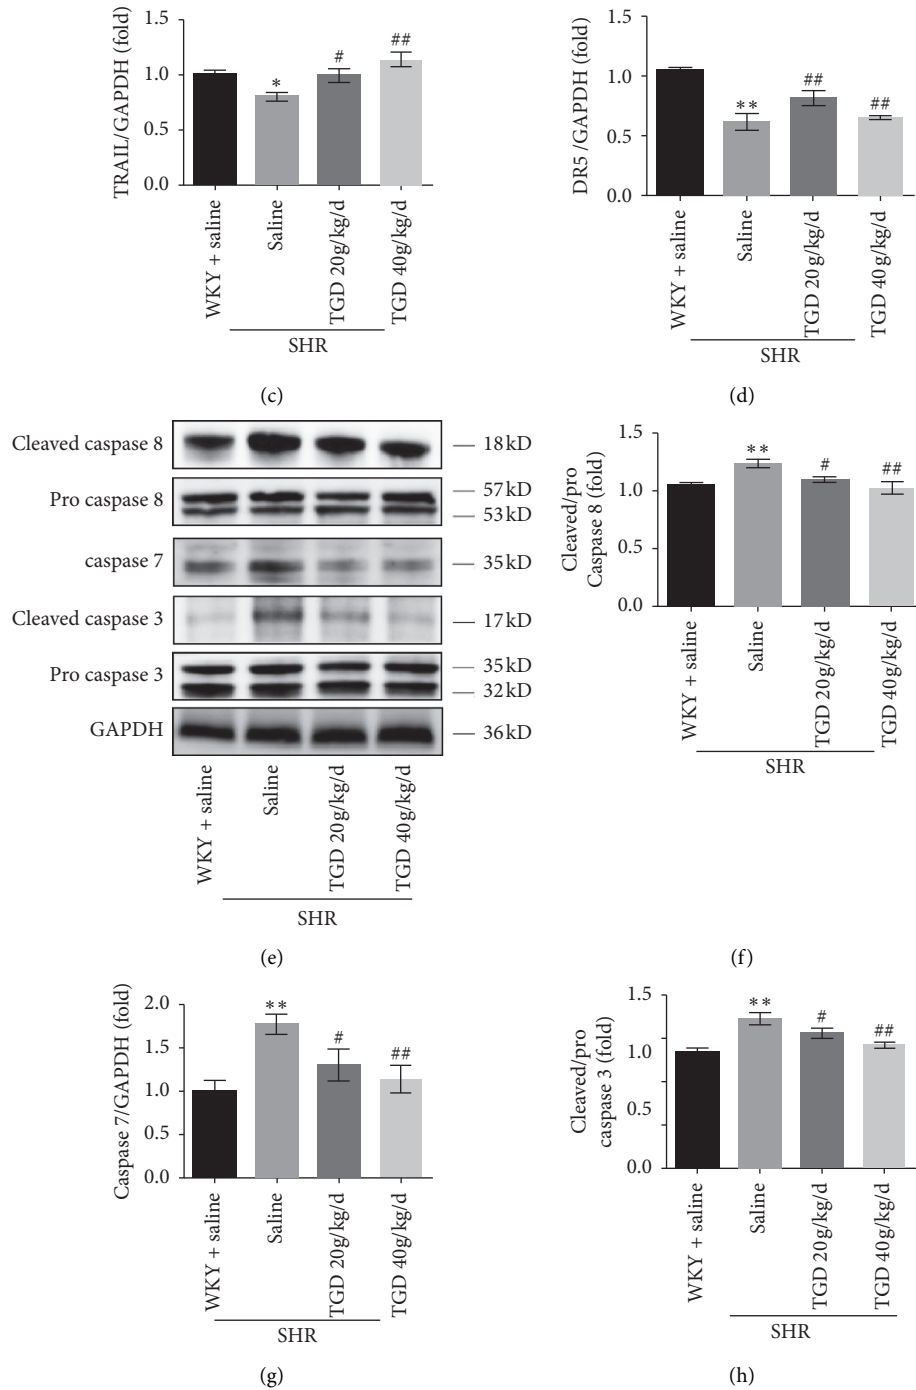 TRAIL/GAPDH (fold)
1.5
1.0
0.5
0.0
*
#
##
WKY + saline
Saline
TGD 20g/kg/d
TGD 40g/kg/d
SHR
(c)
DR5 /GAPDH (fold)
1.5
1.0
0.5
0.0
**
##
##
WKY + saline
Saline
TGD 20g/kg/d
TGD 40g/kg/d
SHR
(d)
Cleaved caspase 8
18kD
Pro caspase 8
57kD
53kD
caspase 7
35kD
Cleaved caspase 3
17kD
Pro caspase 3
35kD
32kD
GAPDH
36kD
WKY + saline
Saline
TGD 20g/kg/d
TGD 40g/kg/d
SHR
(e)
Cleaved/pro
Caspase 8 (fold)
1.5
1.0
0.5
0.0
**
#
##
WKY + saline
Saline
TGD 20g/kg/d
TGD 40g/kg/d
SHR
(f)
Caspase 7/GAPDH (fold)
2.0
1.5
1.0
0.5
0.0
**
#
##
WKY + saline
Saline
TGD 20g/kg/d
TGD 40g/kg/d
SHR
(g)
Cleaved/pro
caspase 3 (fold)
1.5
1.0
0.5
0.0
**
#
##
WKY + saline
Saline
TGD 20g/kg/d
TGD 40g/kg/d
SHR
(h)